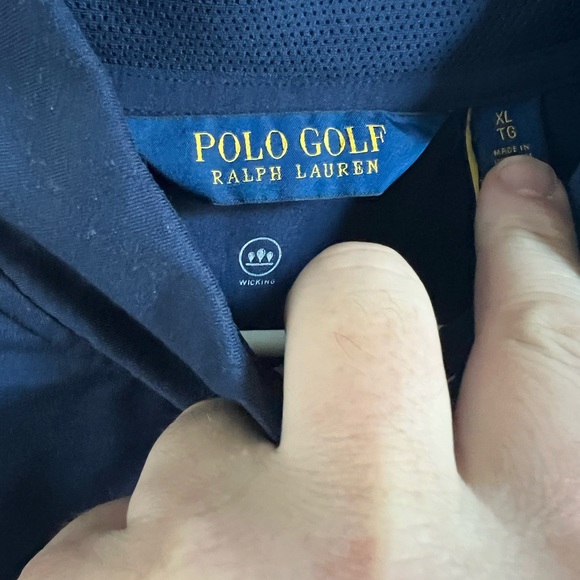 POLO GOLF
RALPH LAUREN
XL
TG
MADE IN
WICKING